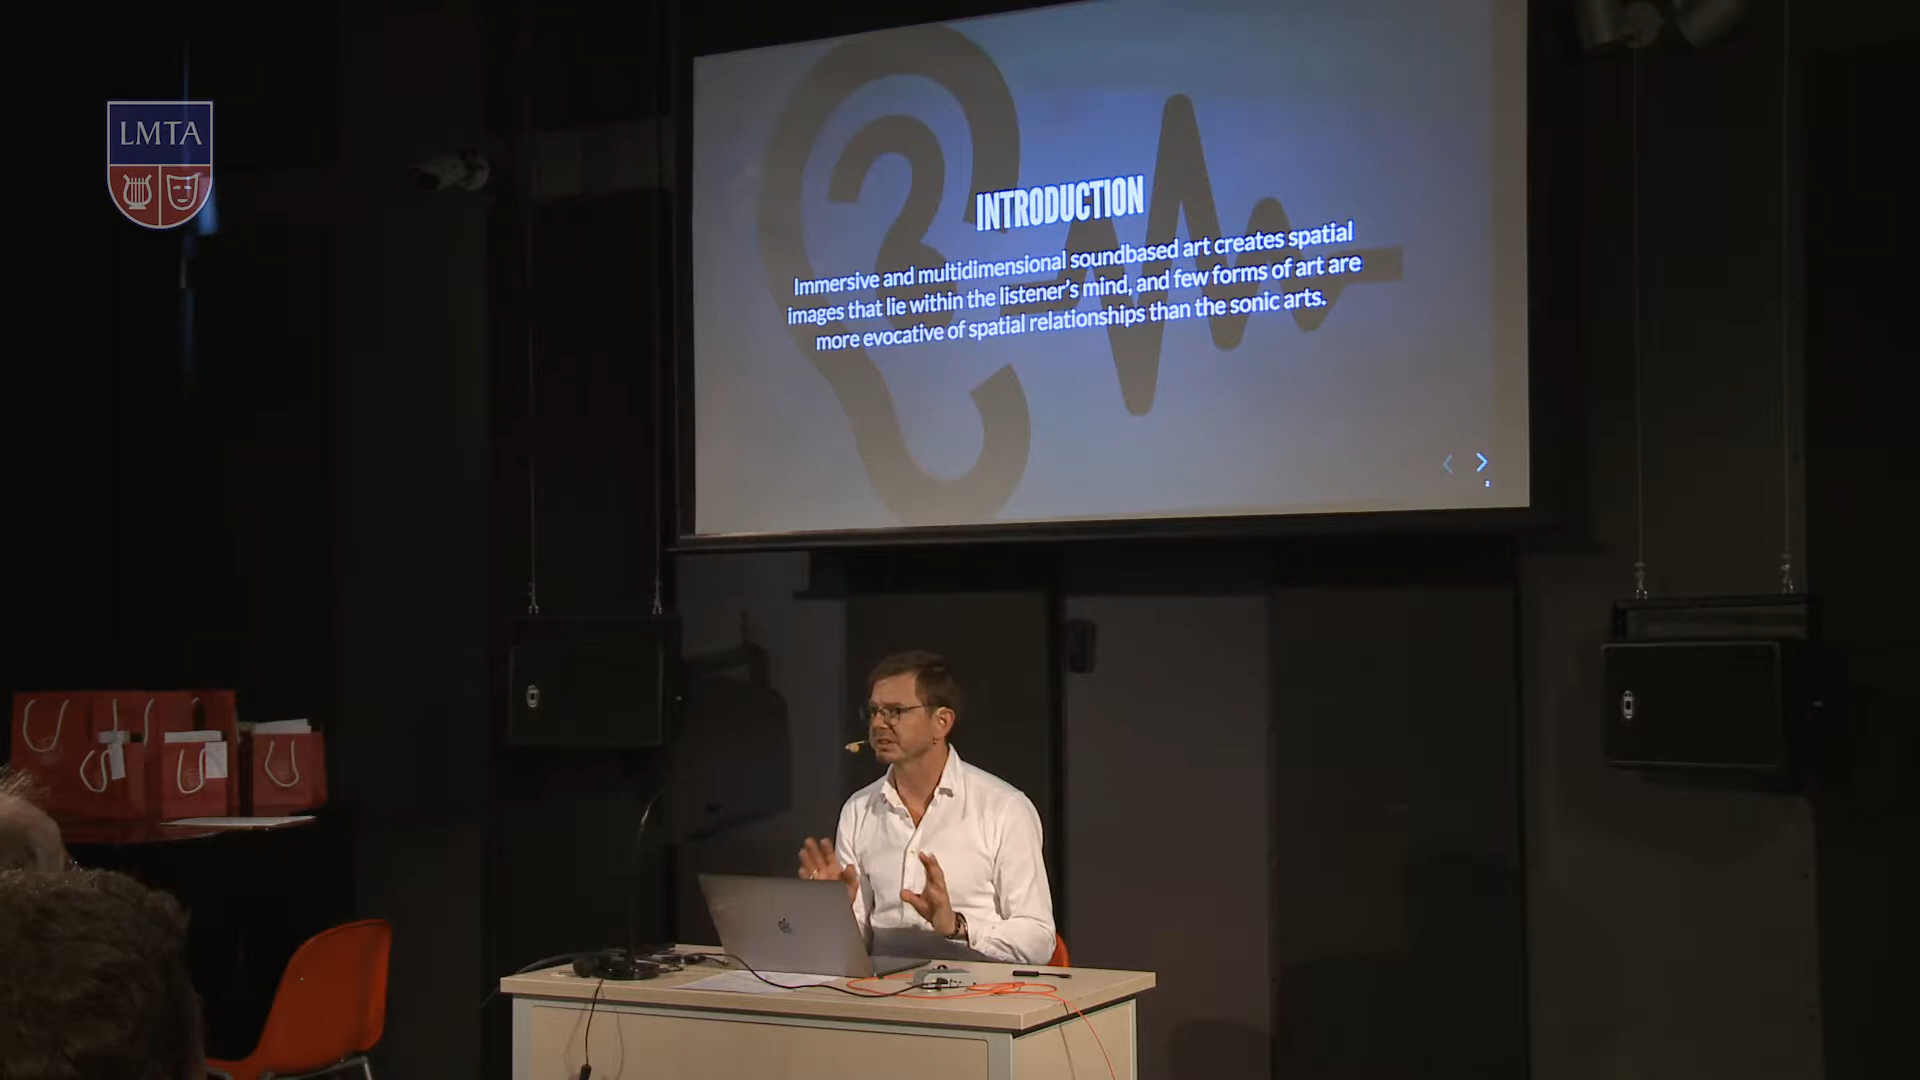 LMTA
INTRODUCTION
Immersive and multidimensional soundbased art creates spatial
images that lie within the listener's mind, and few forms of art are
more evocative of spatial relationships than the sonic arts.
2